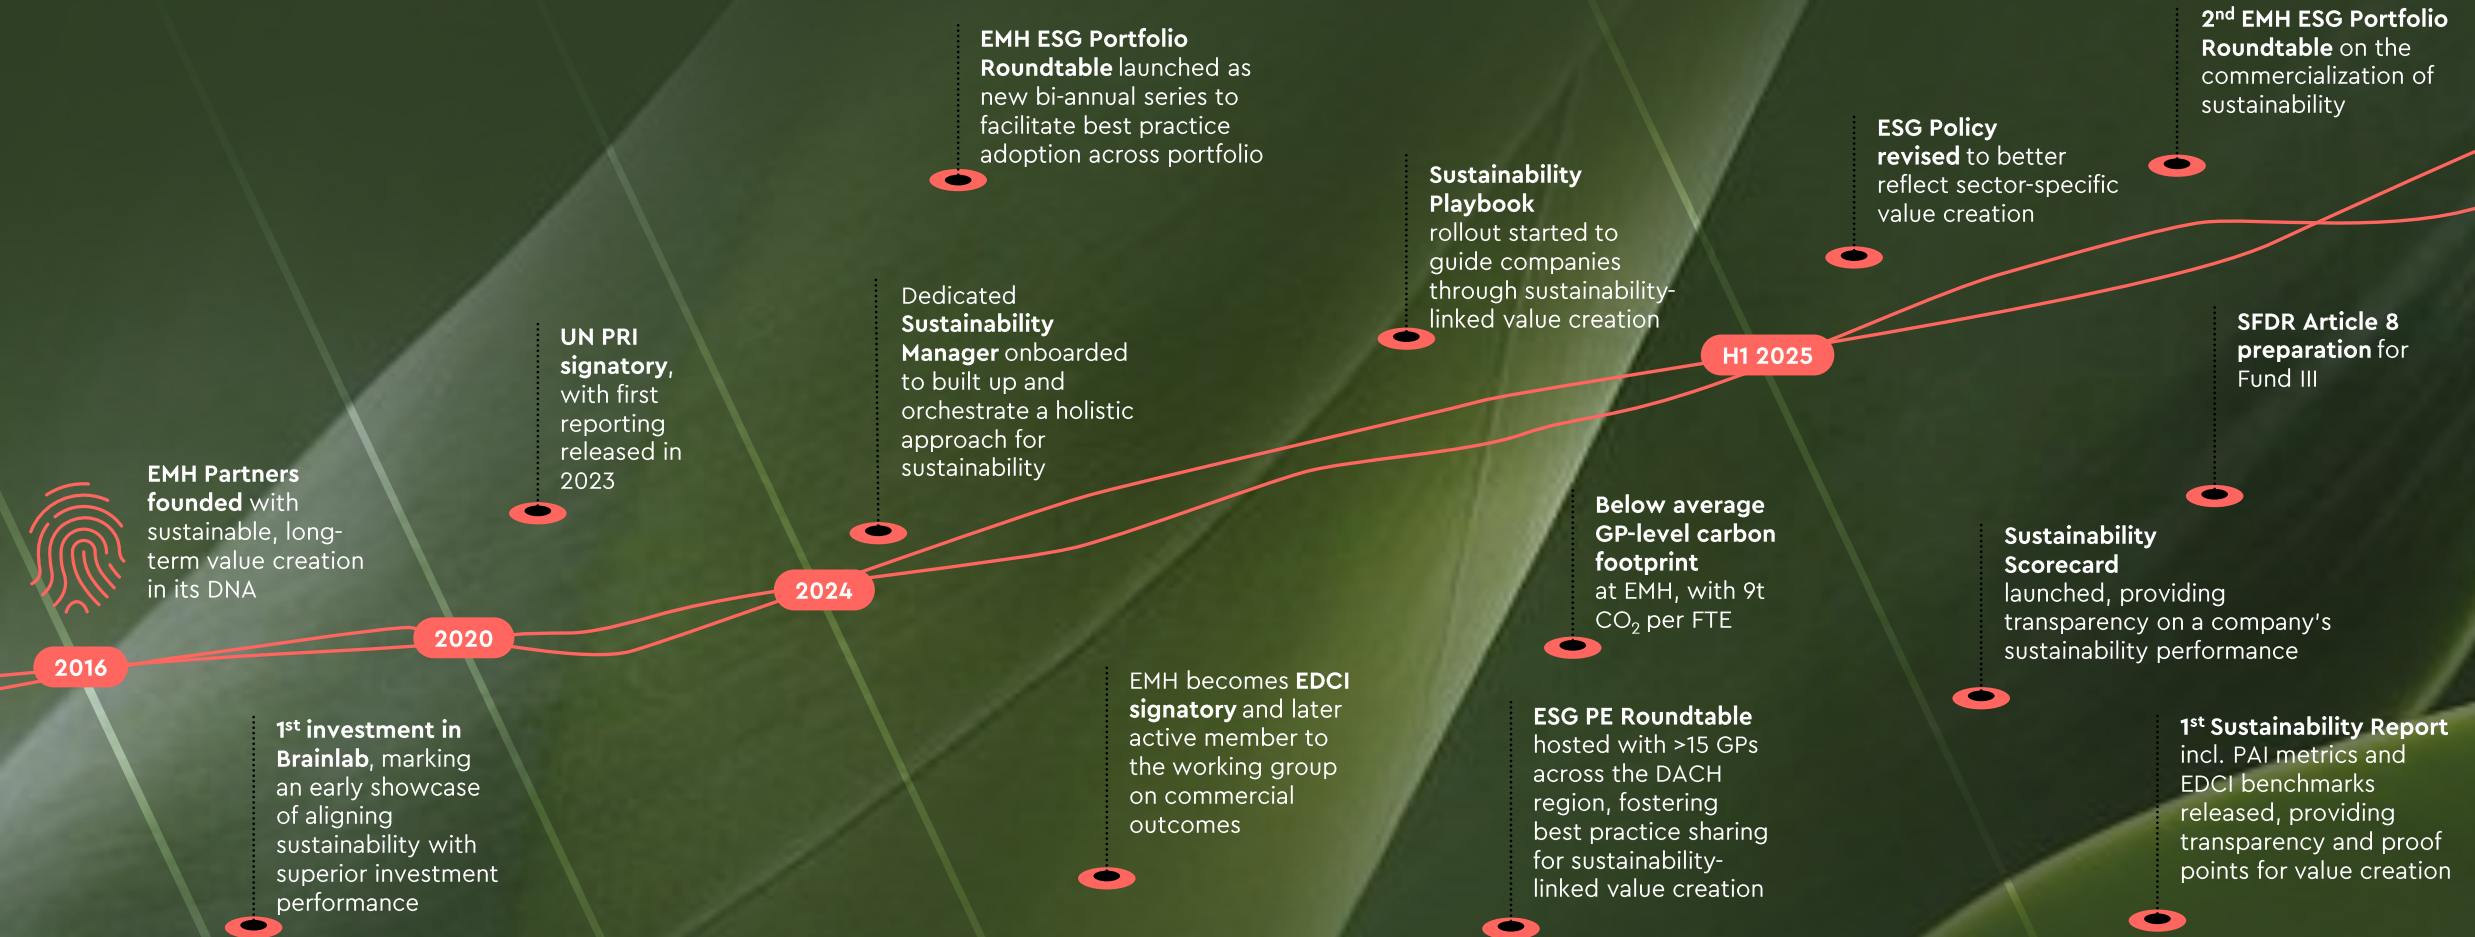 EMH Partners
founded with
sustainable, long-
term value creation
in its DNA
2016
1st investment in
Brainlab, marking
an early showcase
of aligning
sustainability with
superior investment
performance
2020
UN PRI
signatory,
with first
reporting
released in
2023
2024
Dedicated
Sustainability
Manager onboarded
to built up and
orchestrate a holistic
approach for
sustainability
EMH ESG Portfolio
Roundtable launched as
new bi-annual series to
facilitate best practice
adoption across portfolio
EMH becomes EDCI
signatory and later
active member to
the working group
on commercial
outcomes
Sustainability
Playbook
rollout started to
guide companies
through sustainability-
linked value creation
Below average
GP-level carbon
footprint
at EMH, with 9t
CO2 per FTE
ESG PE Roundtable
hosted with >15 GPs
across the DACH
region, fostering
best practice sharing
for sustainability-
linked value creation
H1 2025
ESG Policy
revised to better
reflect sector-specific
value creation
2nd EMH ESG Portfolio
Roundtable on the
commercialization of
sustainability
SFDR Article 8
preparation for
Fund III
Sustainability
Scorecard
launched, providing
transparency on a company's
sustainability performance
1st Sustainability Report
incl. PAI metrics and
EDCI benchmarks
released, providing
transparency and proof
points for value creation